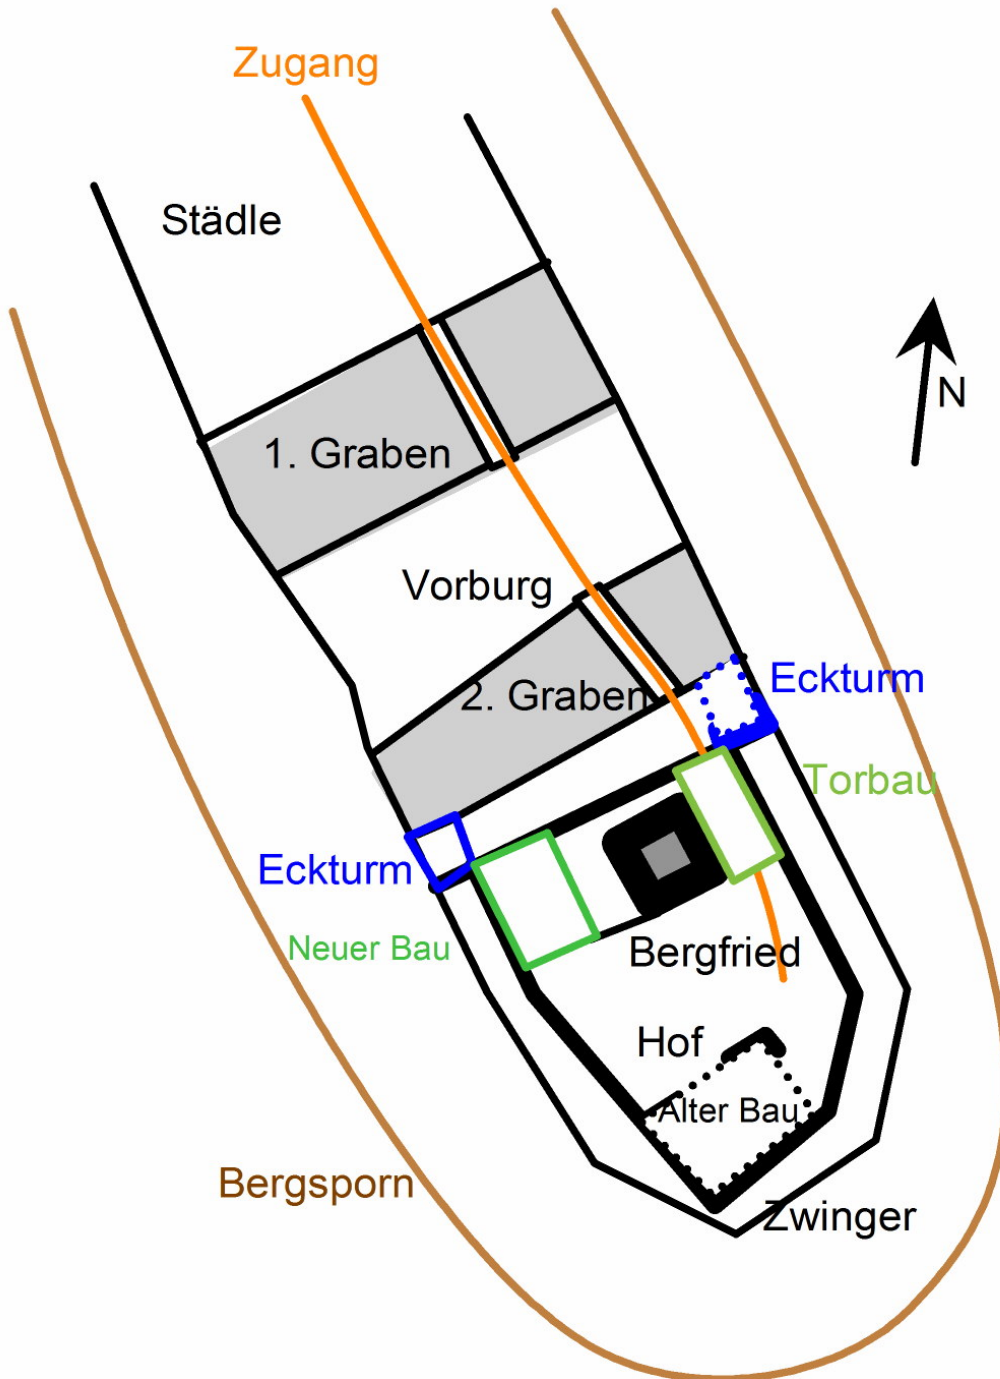 Zugang
Städle
N
1. Graben
Vorburg
Eckturm
2. Graben
Torbau
Eckturm
Neuer Bau
Bergfried
Hof
Alter Bau
Bergsporn
Zwinger